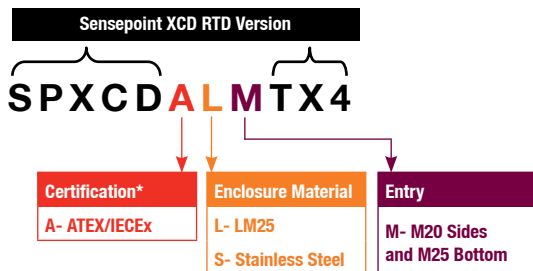 Sensepoint XCD RTD Version
SPXCDALMTX4
Certification*
A- ATEX/IECEx
Enclosure Material
L- LM25
S- Stainless Steel
Entry
M- M20 Sides
and M25 Bottom